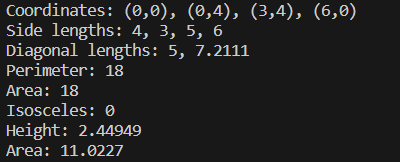 Coordinates: (0,0), (0,4), (3,4), (6,0)
Side lengths: 4, 3, 5, 6
Diagonal lengths: 5, 7.2111
Perimeter: 18
Area: 18
Isosceles: 0
Height: 2.44949
Area: 11.0227